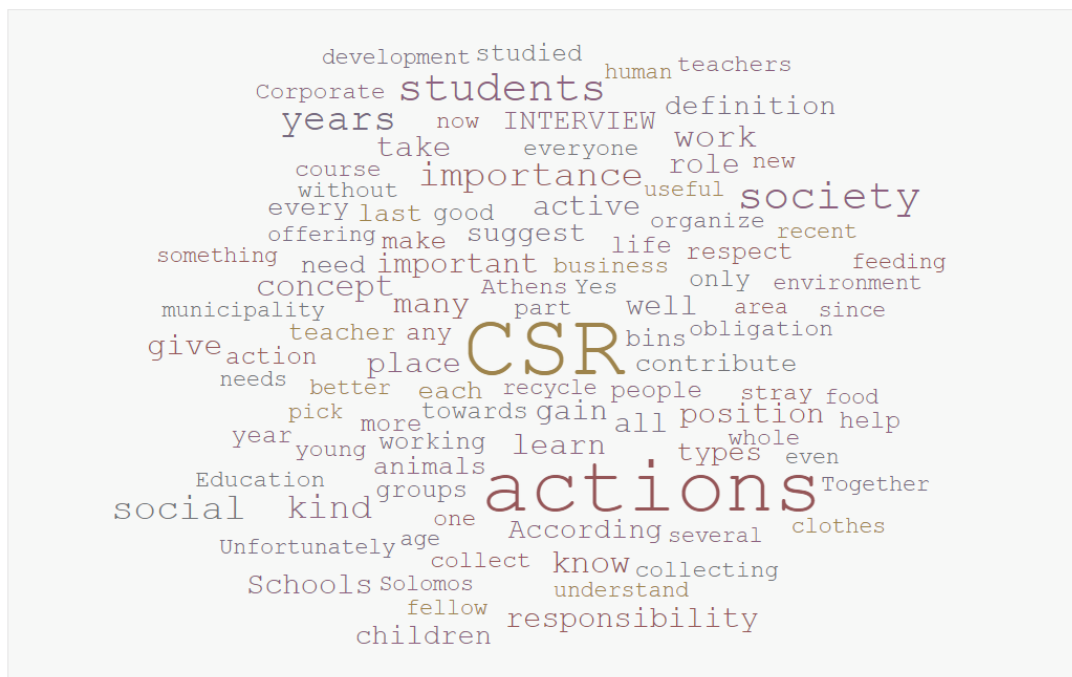 development studied
human teachers
Corporate students definition
years now INTERVIEW work
take everyone role new
course importance useful society
without
every last good active organize
offering make suggest life respect recent
something need important business only environment feeding
concept Athens Yes
municipality many part well area since
teacher any CSR bins obligation
give action place contribute
needs better each recycle people stray food
pick more towards gain all position help
year young working learn types whole even
animals
Education groups actions Together
social kind one According several clothes
Unfortunately age
collect know collecting
Schools Solomos understand
fellow responsibility
children